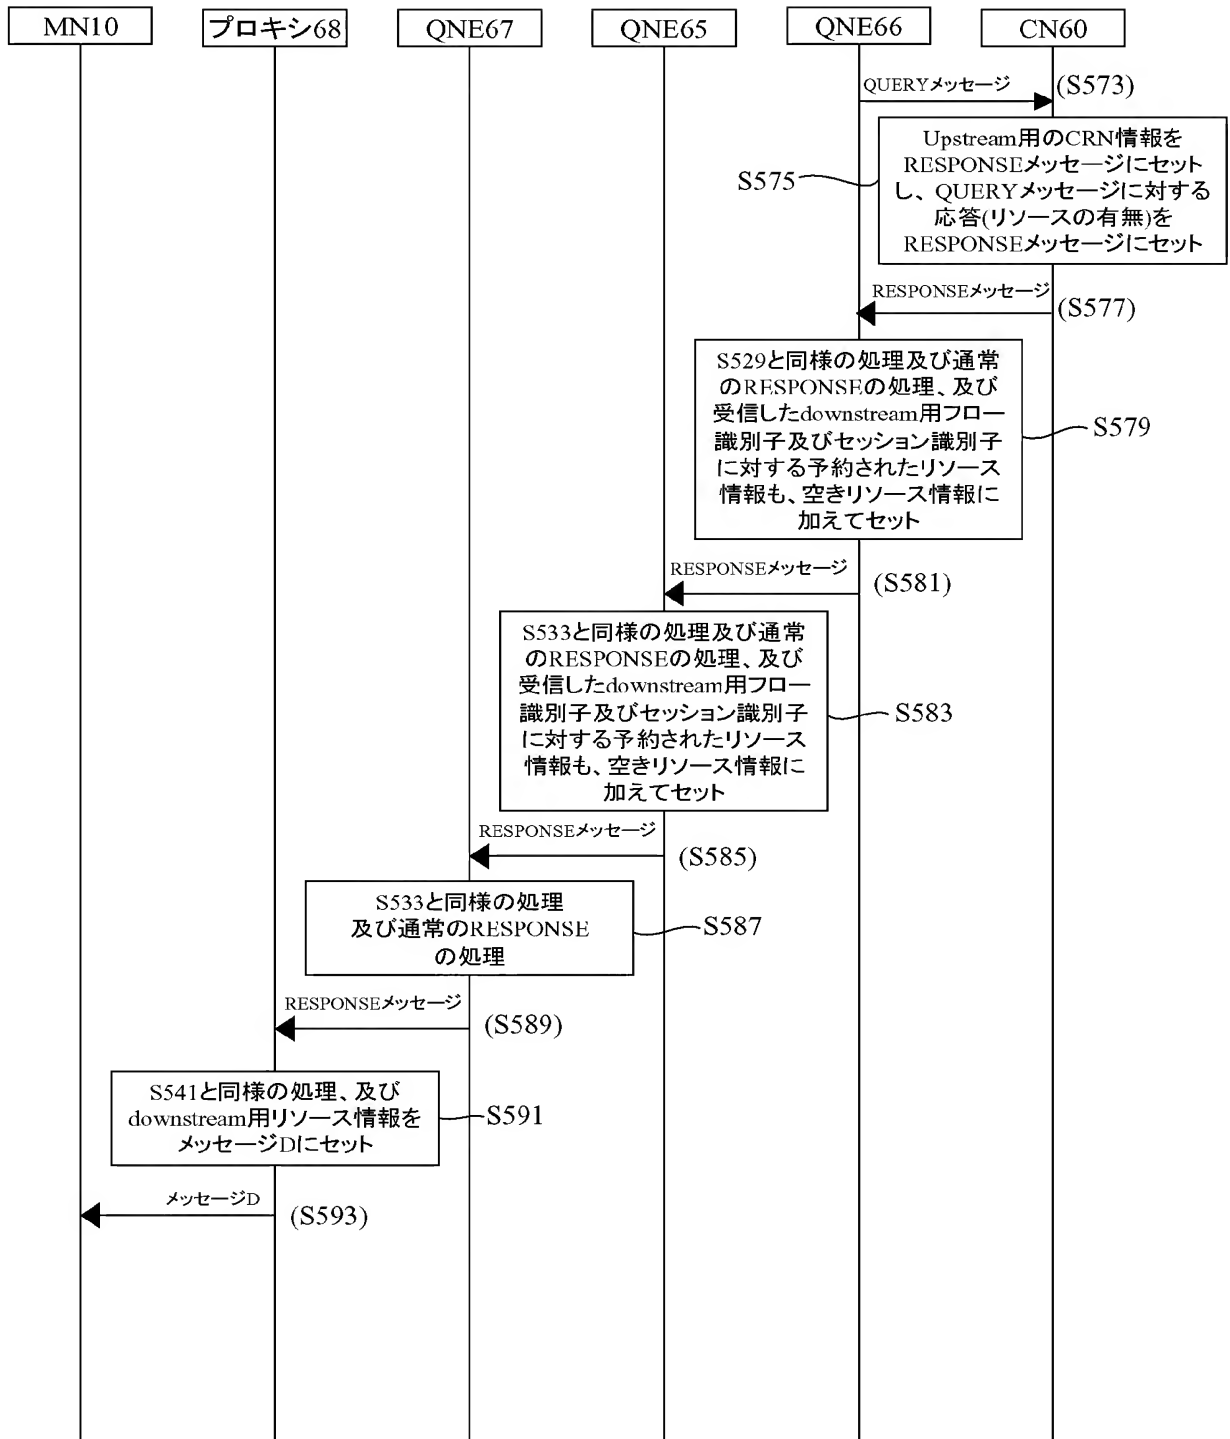 MN10
プロキシ68
QNE67
QNE65
QNE66
CN60
QUERYメッセージ
(S573)
Upstream用のCRN情報を
RESPONSEメッセージにセット
し、QUERYメッセージに対する
応答(リソースの有無)を
RESPONSEメッセージにセット
S575
RESPONSEメッセージ
(S577)
S529と同様の処理及び通常
のRESPONSEの処理、及び
受信したdownstream用フロー
識別子及びセッション識別子
に対する予約されたリソース
情報も、空きリソース情報に
加えてセット
S579
RESPONSEメッセージ
(S581)
S533と同様の処理及び通常
のRESPONSEの処理、及び
受信したdownstream用フロー
識別子及びセッション識別子
に対する予約されたリソース
情報も、空きリソース情報に
加えてセット
S583
RESPONSEメッセージ
(S585)
S533と同様の処理
及び通常のRESPONSE
の処理
S587
RESPONSEメッセージ
(S589)
S541と同様の処理、及び
downstream用リソース情報を
メッセージDにセット
S591
メッセージD
(S593)